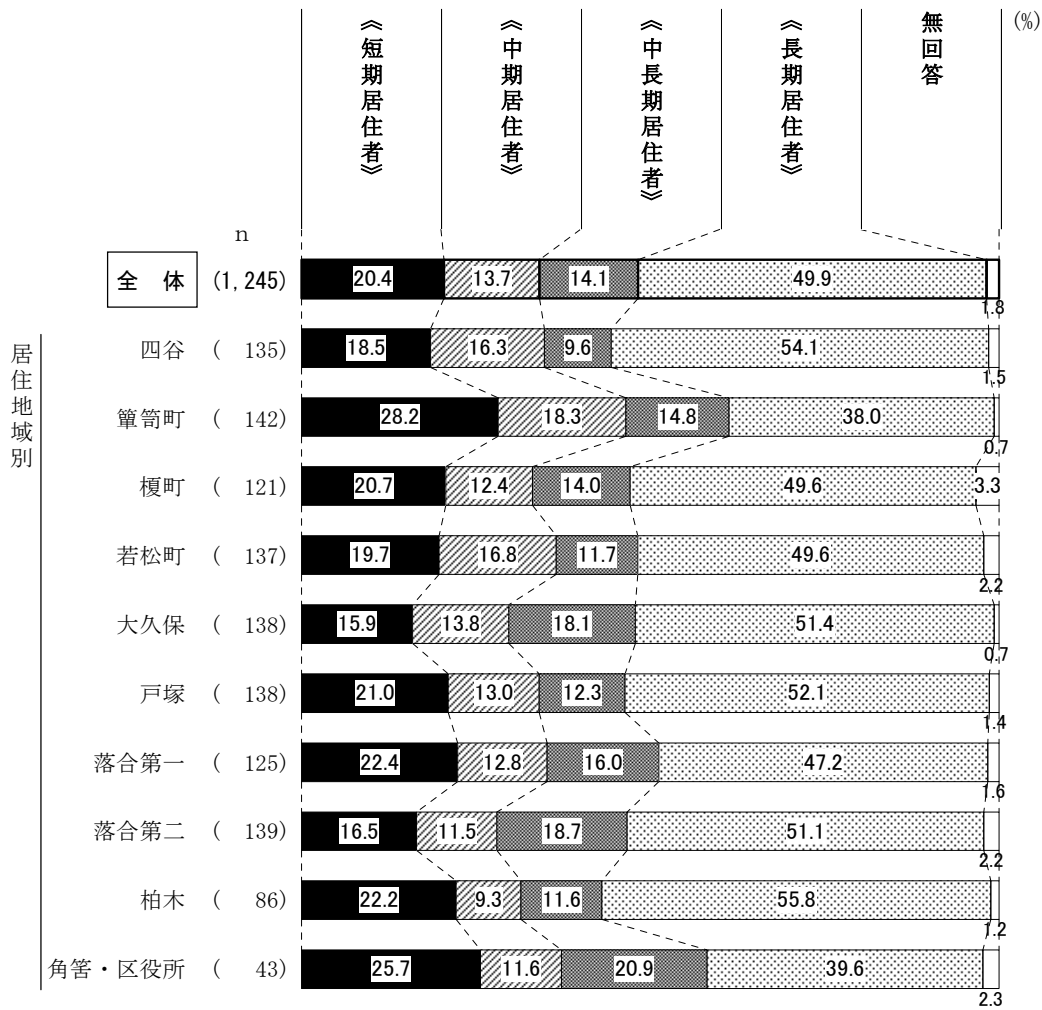 《短期居住者》
《中期居住者》
《中長期居住者》
《長期居住者》
無回答
(%)
n
全 体 (1,245) 20.4 13.7 14.1 49.9 1.8
居住地域別
四谷 ( 135) 18.5 16.3 9.6 54.1 1.5
簞笥町 ( 142) 28.2 18.3 14.8 38.0 0.7
榎町 ( 121) 20.7 12.4 14.0 49.6 3.3
若松町 ( 137) 19.7 16.8 11.7 49.6 2.2
大久保 ( 138) 15.9 13.8 18.1 51.4 0.7
戸塚 ( 138) 21.0 13.0 12.3 52.1 1.4
落合第一 ( 125) 22.4 12.8 16.0 47.2 1.6
落合第二 ( 139) 16.5 11.5 18.7 51.1 2.2
柏木 ( 86) 22.2 9.3 11.6 55.8 1.2
角筈・区役所 ( 43) 25.7 11.6 20.9 39.6 2.3